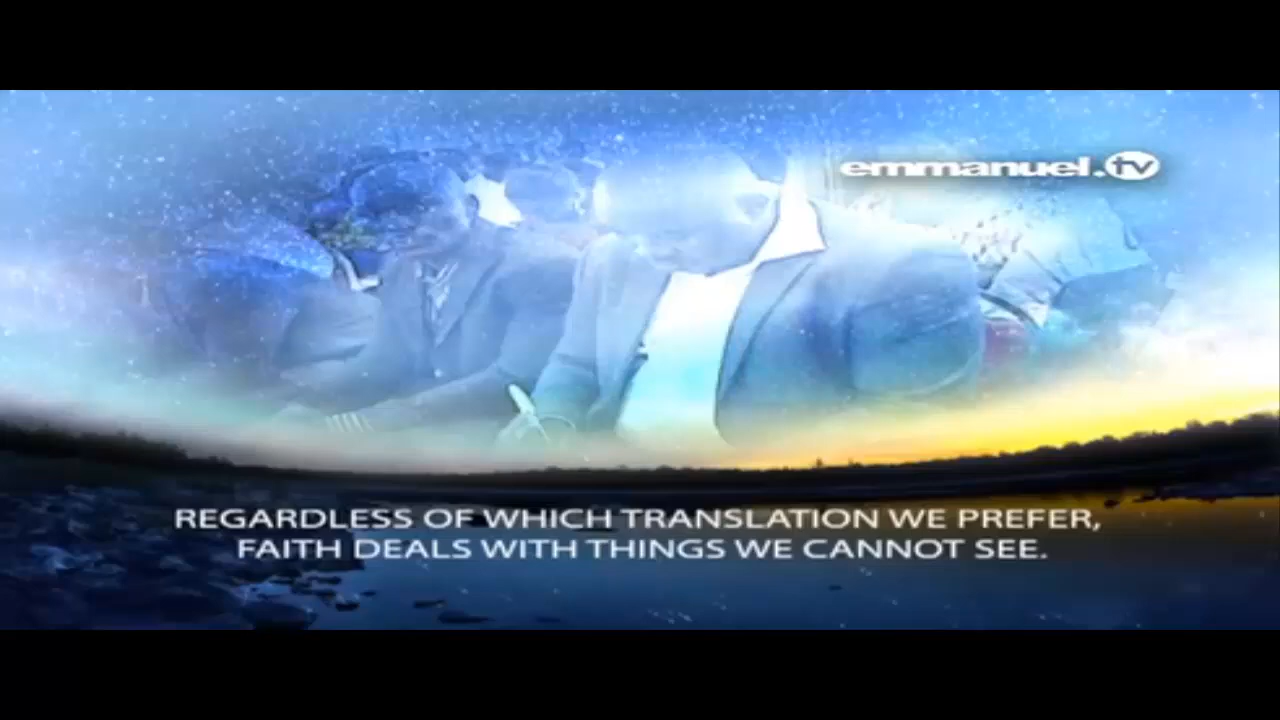 emmanuel.tv
REGARDLESS OF WHICH TRANSLATION WE PREFER,
FAITH DEALS WITH THINGS WE CANNOT SEE.